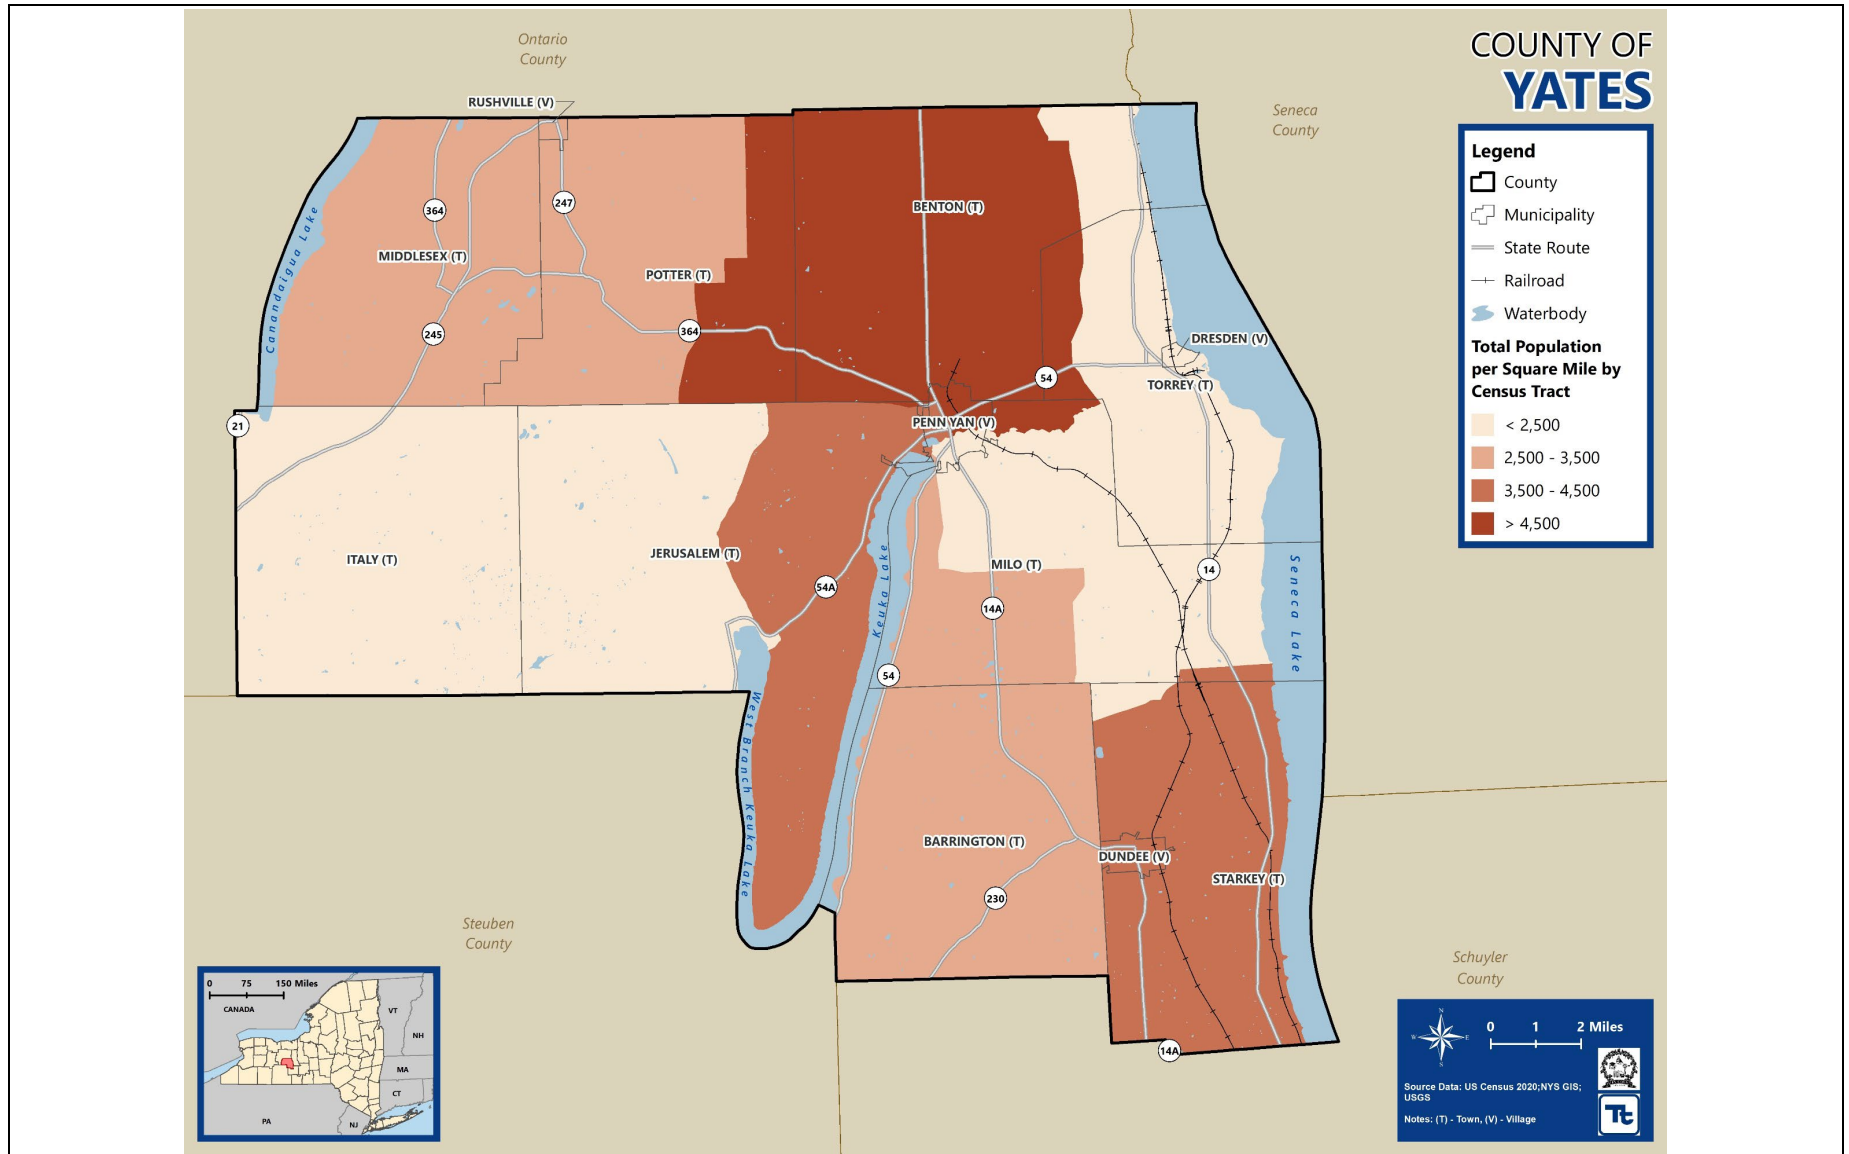 Ontario
County
COUNTY OF
YATES
RUSHVILLE (V)
Seneca
County
Legend
County
Municipality
State Route
Railroad
Waterbody
Total Population
per Square Mile by
Census Tract
< 2,500
2,500 - 3,500
3,500 - 4,500
> 4,500
364
247
BENTON (T)
MIDDLESEX (T)
POTTER (T)
Canandaigua Lake
245
364
DRESDEN (V)
54
TORREY (T)
21
PENN YAN (V)
ITALY (T)
JERUSALEM (T)
MILO (T)
14
54A
Keuka Lake
14A
Seneca Lake
54
West Branch Keuka Lake
BARRINGTON (T)
DUNDEE (V)
STARKEY (T)
230
Steuben
County
Schuyler
County
14A
0 75 150 Miles
CANADA
VT
NH
MA
CT
PA
NJ
N
W
E
S
0 1 2 Miles
Source Data: US Census 2020;NYS GIS;
USGS
Notes: (T) - Town, (V) - Village
Tt